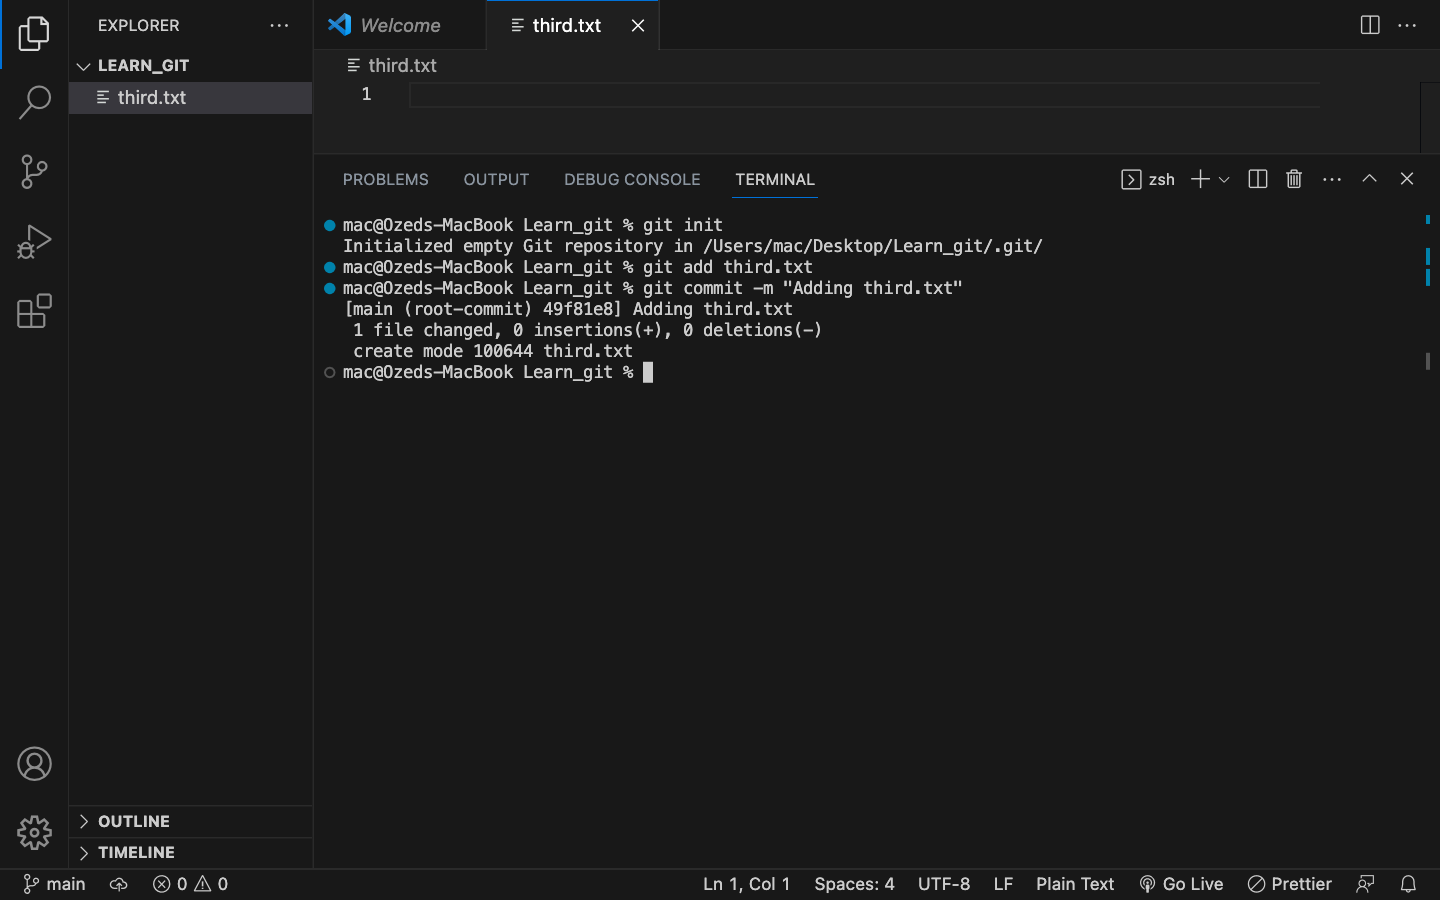 EXPLORER
LEARN_GIT
third.txt
OUTLINE
TIMELINE
Welcome
third.txt
third.txt
1
PROBLEMS OUTPUT DEBUG CONSOLE TERMINAL
zsh
mac@Ozeds-MacBook Learn_git % git init
Initialized empty Git repository in /Users/mac/Desktop/Learn_git/.git/
mac@Ozeds-MacBook Learn_git % git add third.txt
mac@Ozeds-MacBook Learn_git % git commit -m "Adding third.txt"
[main (root-commit) 49f81e8] Adding third.txt
1 file changed, 0 insertions(+), 0 deletions(-)
create mode 100644 third.txt
mac@Ozeds-MacBook Learn_git %
main 0 0 Ln 1, Col 1 Spaces: 4 UTF-8 LF Plain Text Go Live Prettier